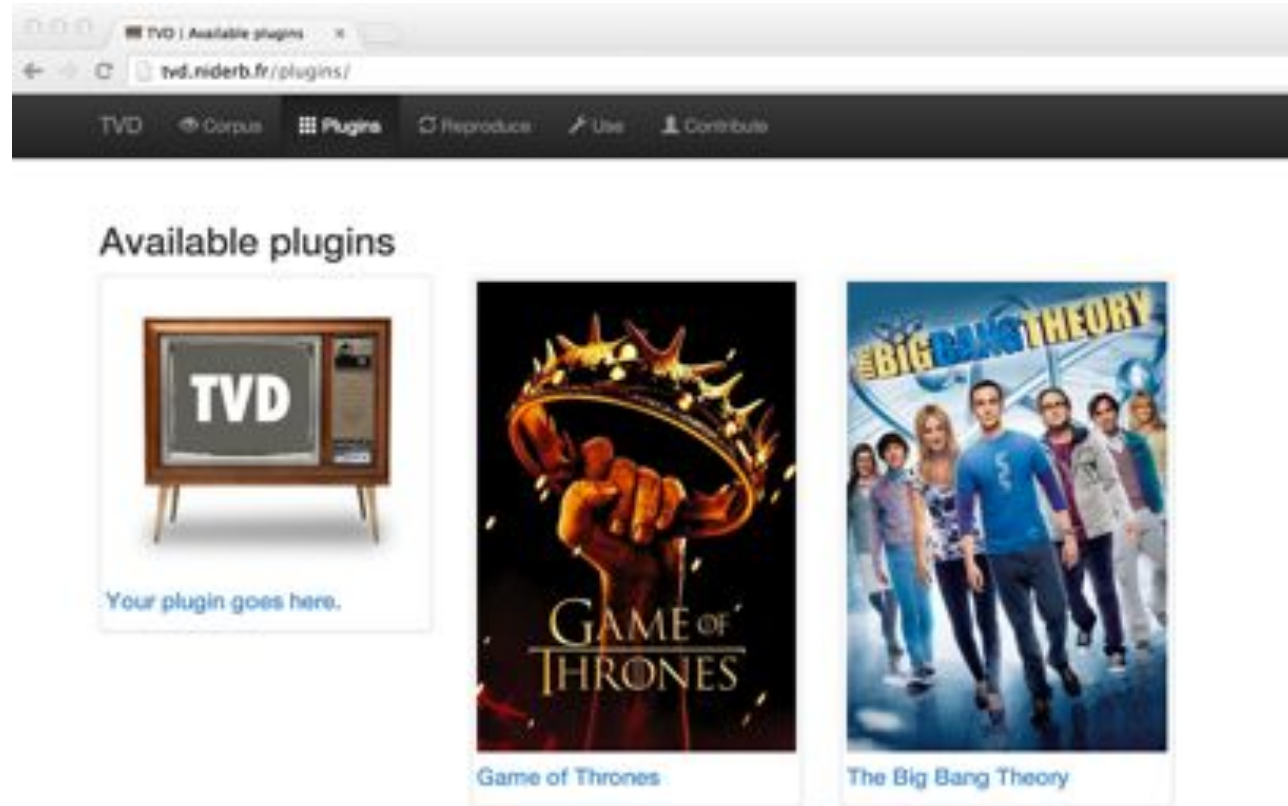 TVD | Available plugins
tvd.niderb.fr/plugins/
TVD Corpus Plugins Reproduce Use Contribute
Available plugins
TVD
Your plugin goes here.
GAME OF
THRONES
Game of Thrones
THE BIG BANG THEORY
The Big Bang Theory